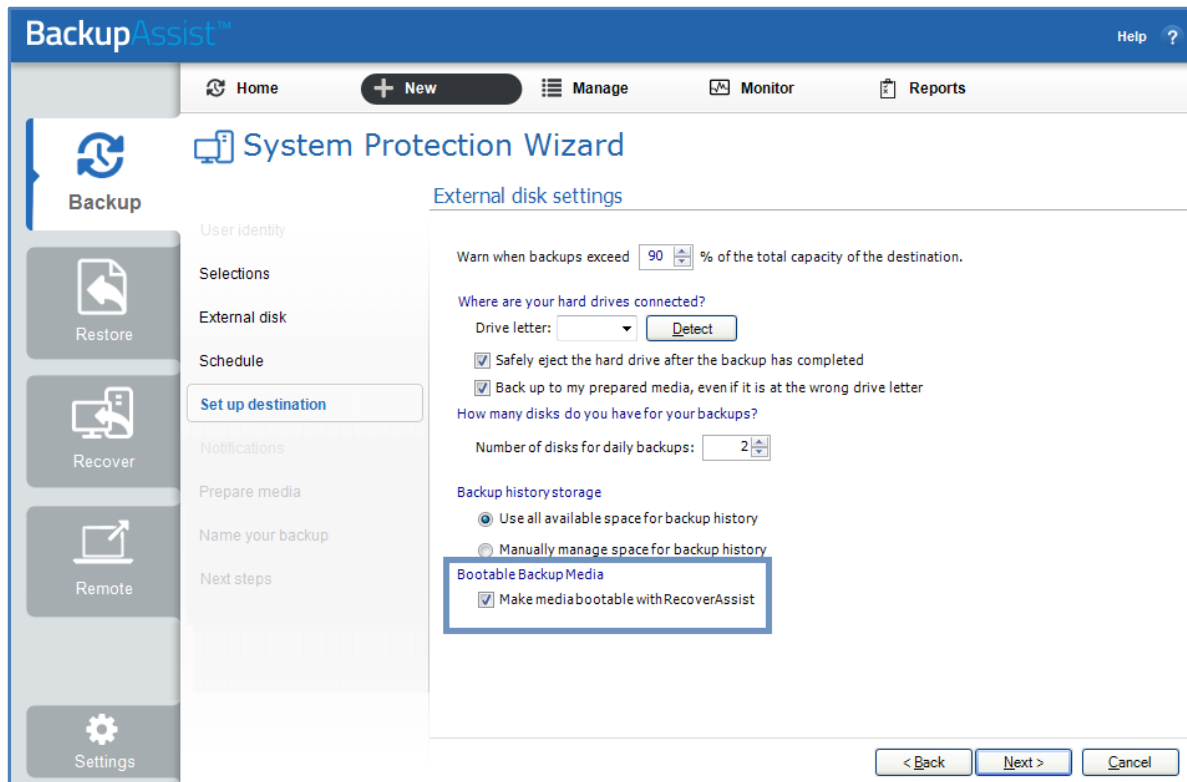 BackupAssist™
Help ?
Home New Manage Monitor Reports
Backup
Restore
Recover
Remote
Settings
System Protection Wizard
User identity
Selections
External disk
Schedule
Set up destination
Notifications
Prepare media
Name your backup
Next steps
External disk settings
Warn when backups exceed 90 % of the total capacity of the destination.
Where are your hard drives connected?
Drive letter: Detect
Safely eject the hard drive after the backup has completed
Back up to my prepared media, even if it is at the wrong drive letter
How many disks do you have for your backups?
Number of disks for daily backups: 2
Backup history storage
Use all available space for backup history
Manually manage space for backup history
Bootable Backup Media
Make media bootable with RecoverAssist
< Back Next > Cancel